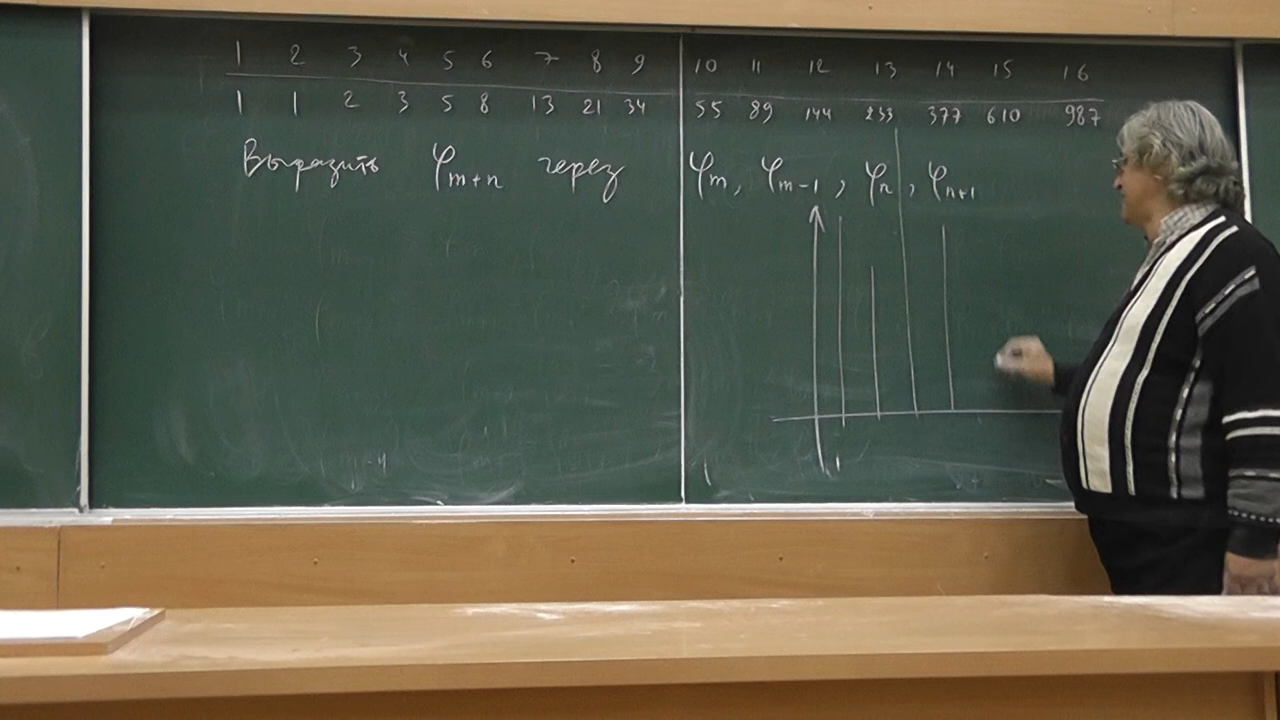 1 2 3 4 5 6 7 8 9 10 11 12 13 14 15 16
1 1 2 3 5 8 13 21 34 55 89 144 233 377 610 987
Выразить φₘ₊ₙ через φₘ, φₘ₋₁, φₙ, φₙ₊₁